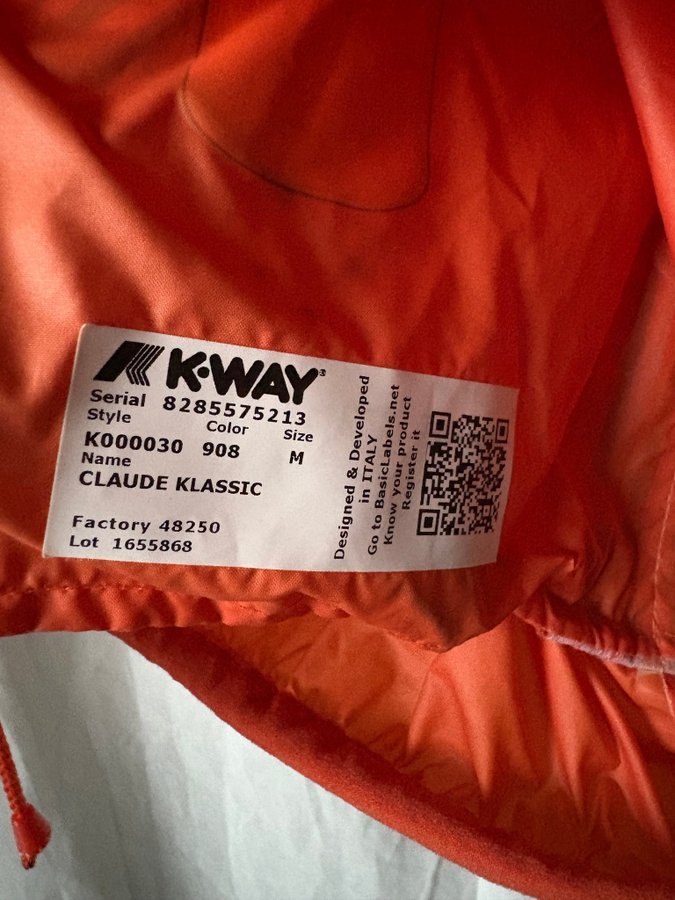 K·WAY®
Serial 8285575213
Style Color Size
K000030 908 M
Name
CLAUDE KLASSIC
Factory 48250
Lot 1655868
Designed & Developed
in ITALY
Go to BasicLabels.net
Know your product
Register it